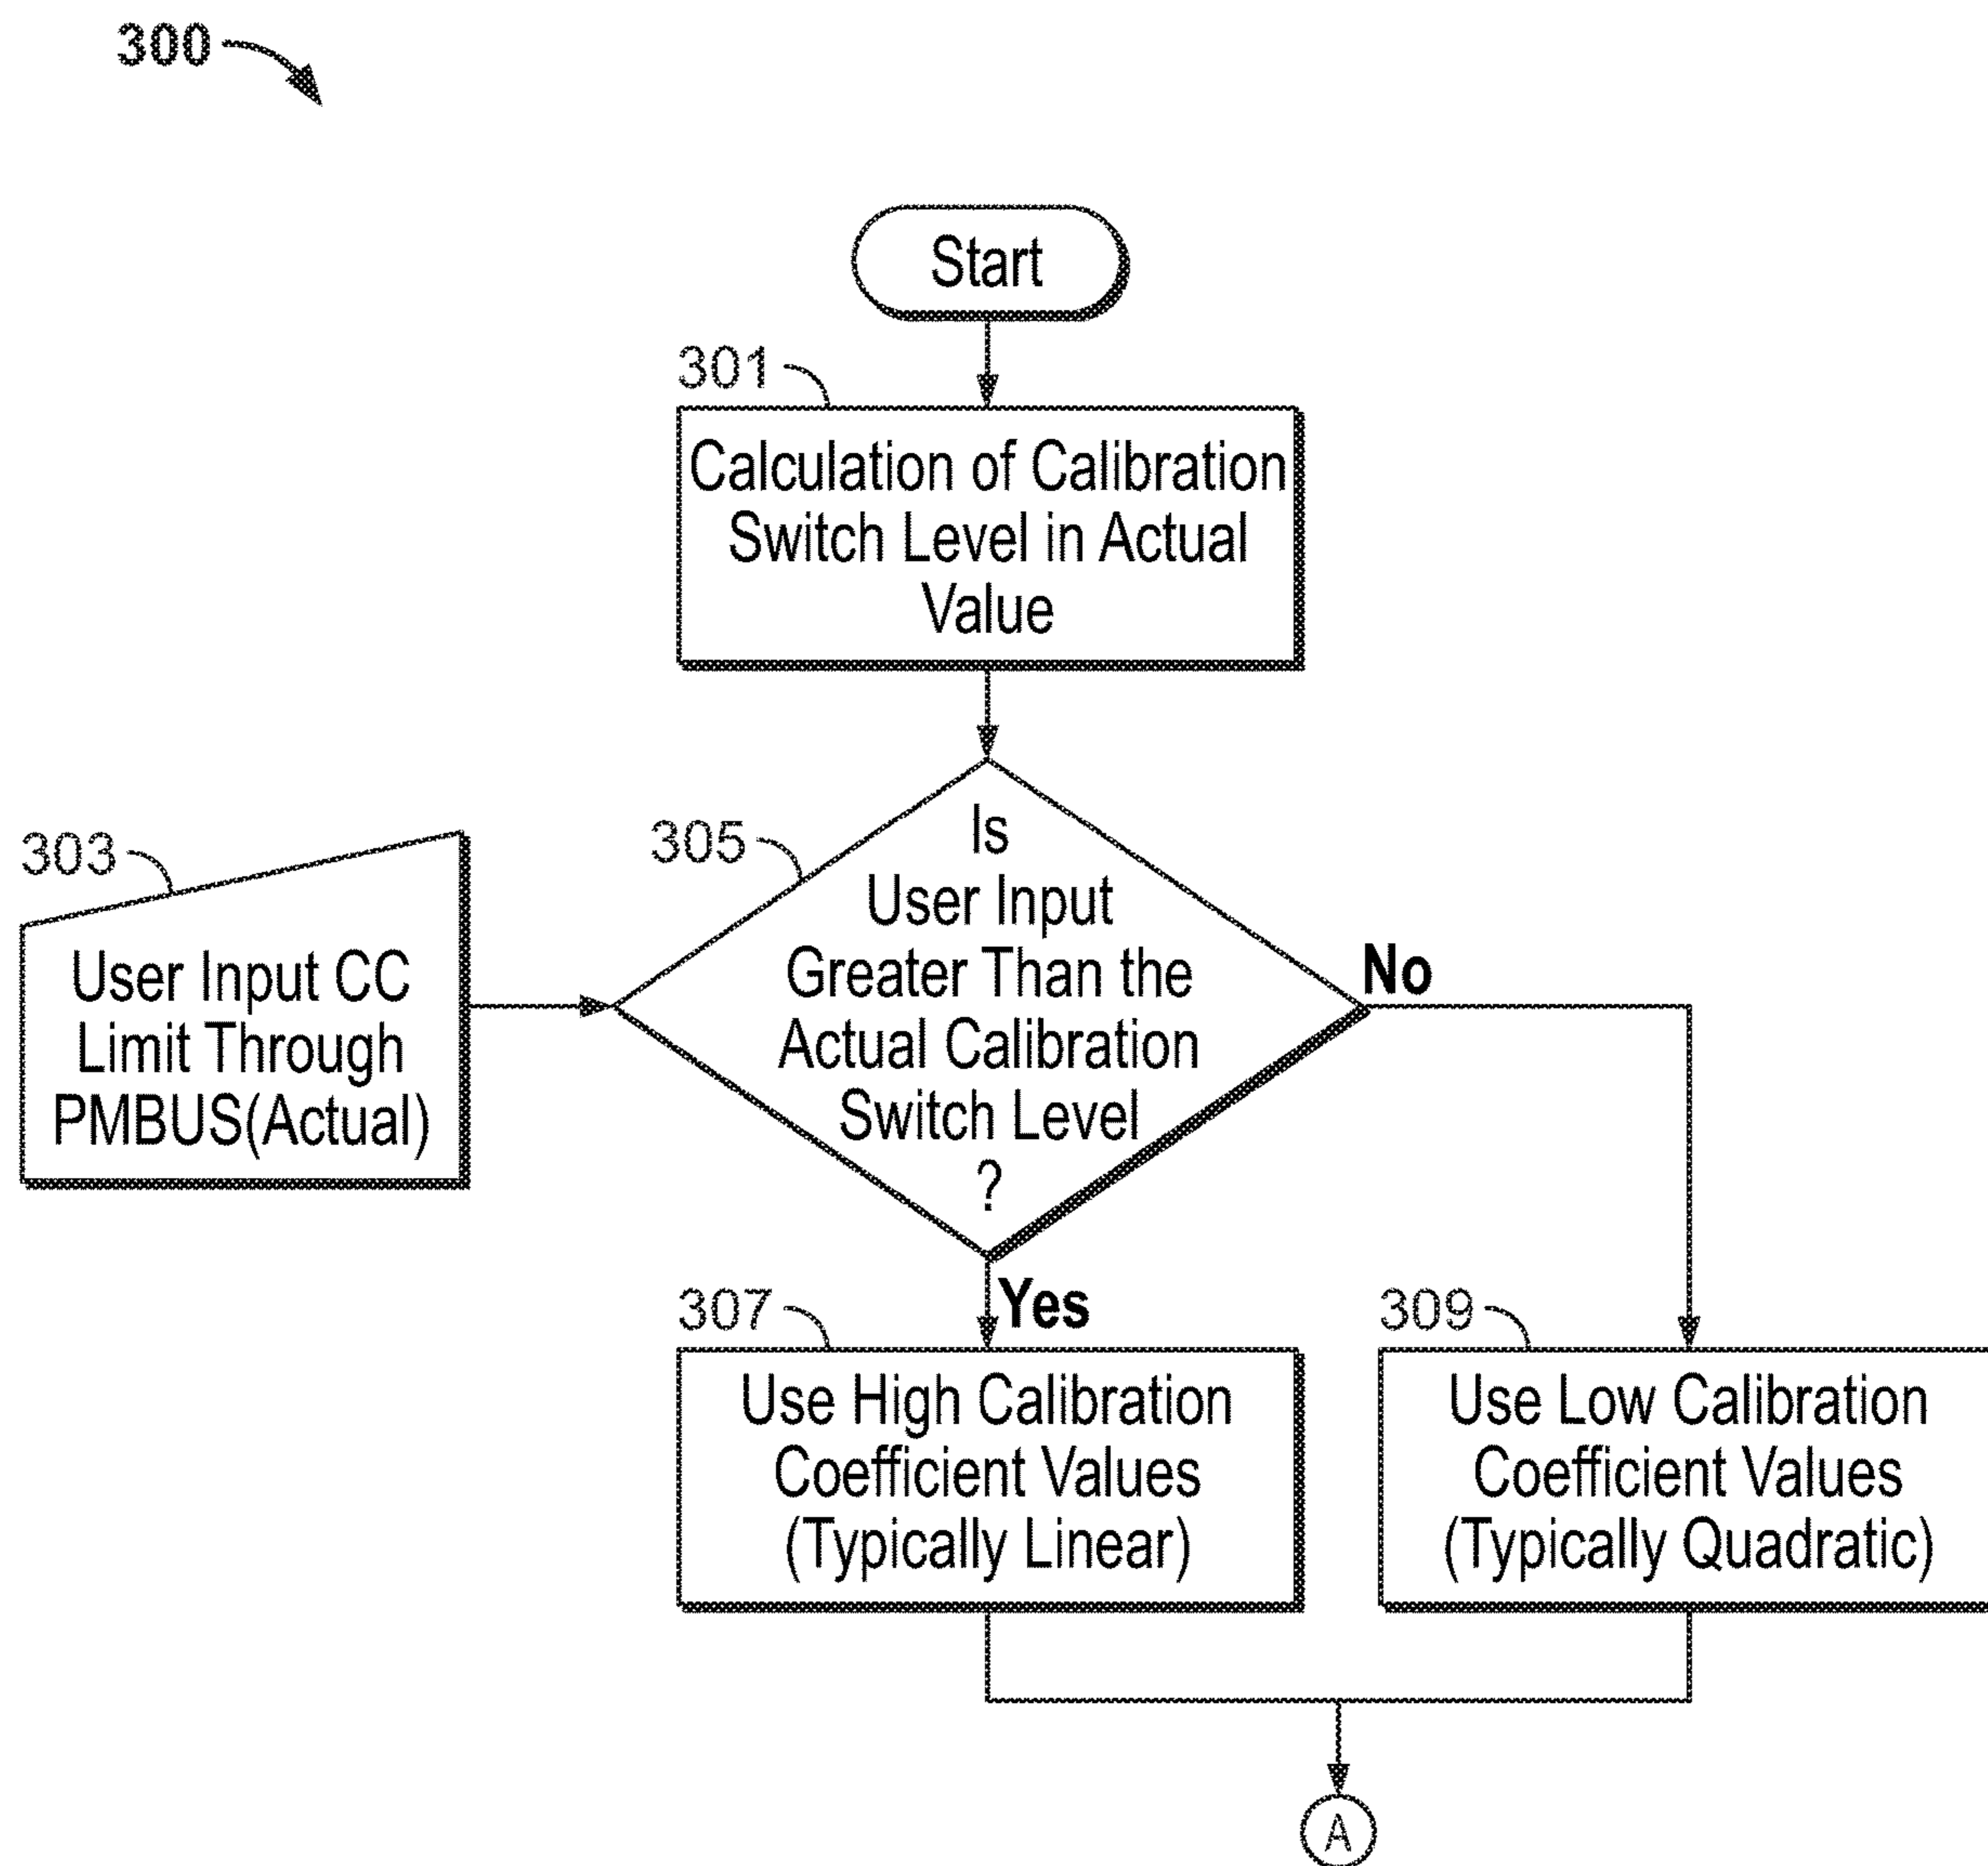 300
Start
301
Calculation of Calibration
Switch Level in Actual
Value
303
User Input CC
Limit Through
PMBUS(Actual)
305
Is
User Input
Greater Than the
Actual Calibration
Switch Level
?
No
Yes
307
Use High Calibration
Coefficient Values
(Typically Linear)
309
Use Low Calibration
Coefficient Values
(Typically Quadratic)
A